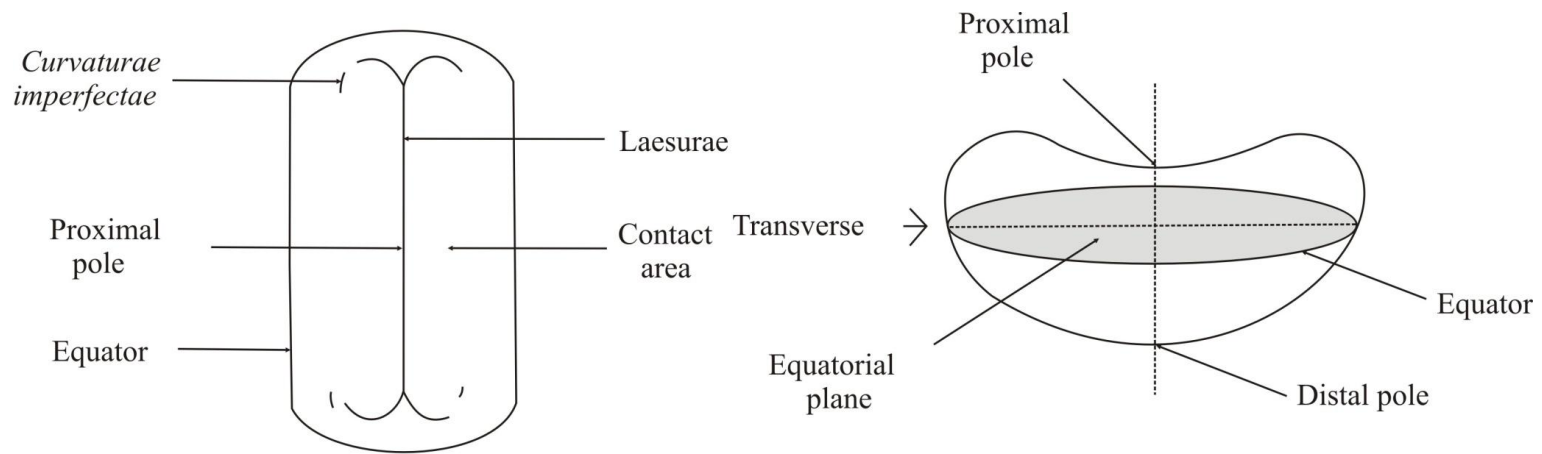 Curvaturae
imperfectae
Laesurae
Proximal
pole
Contact
area
Equator
Proximal
pole
Transverse
Equator
Equatorial
plane
Distal pole